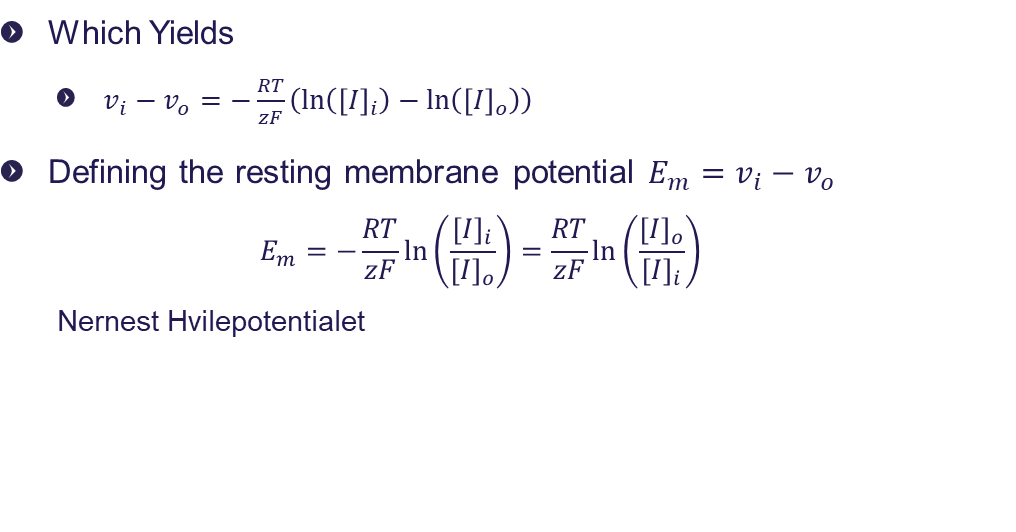 Which Yields
v_i − v_o = −RT/zF (ln([I]_i) − ln([I]_o))
Defining the resting membrane potential E_m = v_i − v_o
E_m = −RT/zF ln([I]_i/[I]_o) = RT/zF ln([I]_o/[I]_i)
Nernest Hvilepotentialet